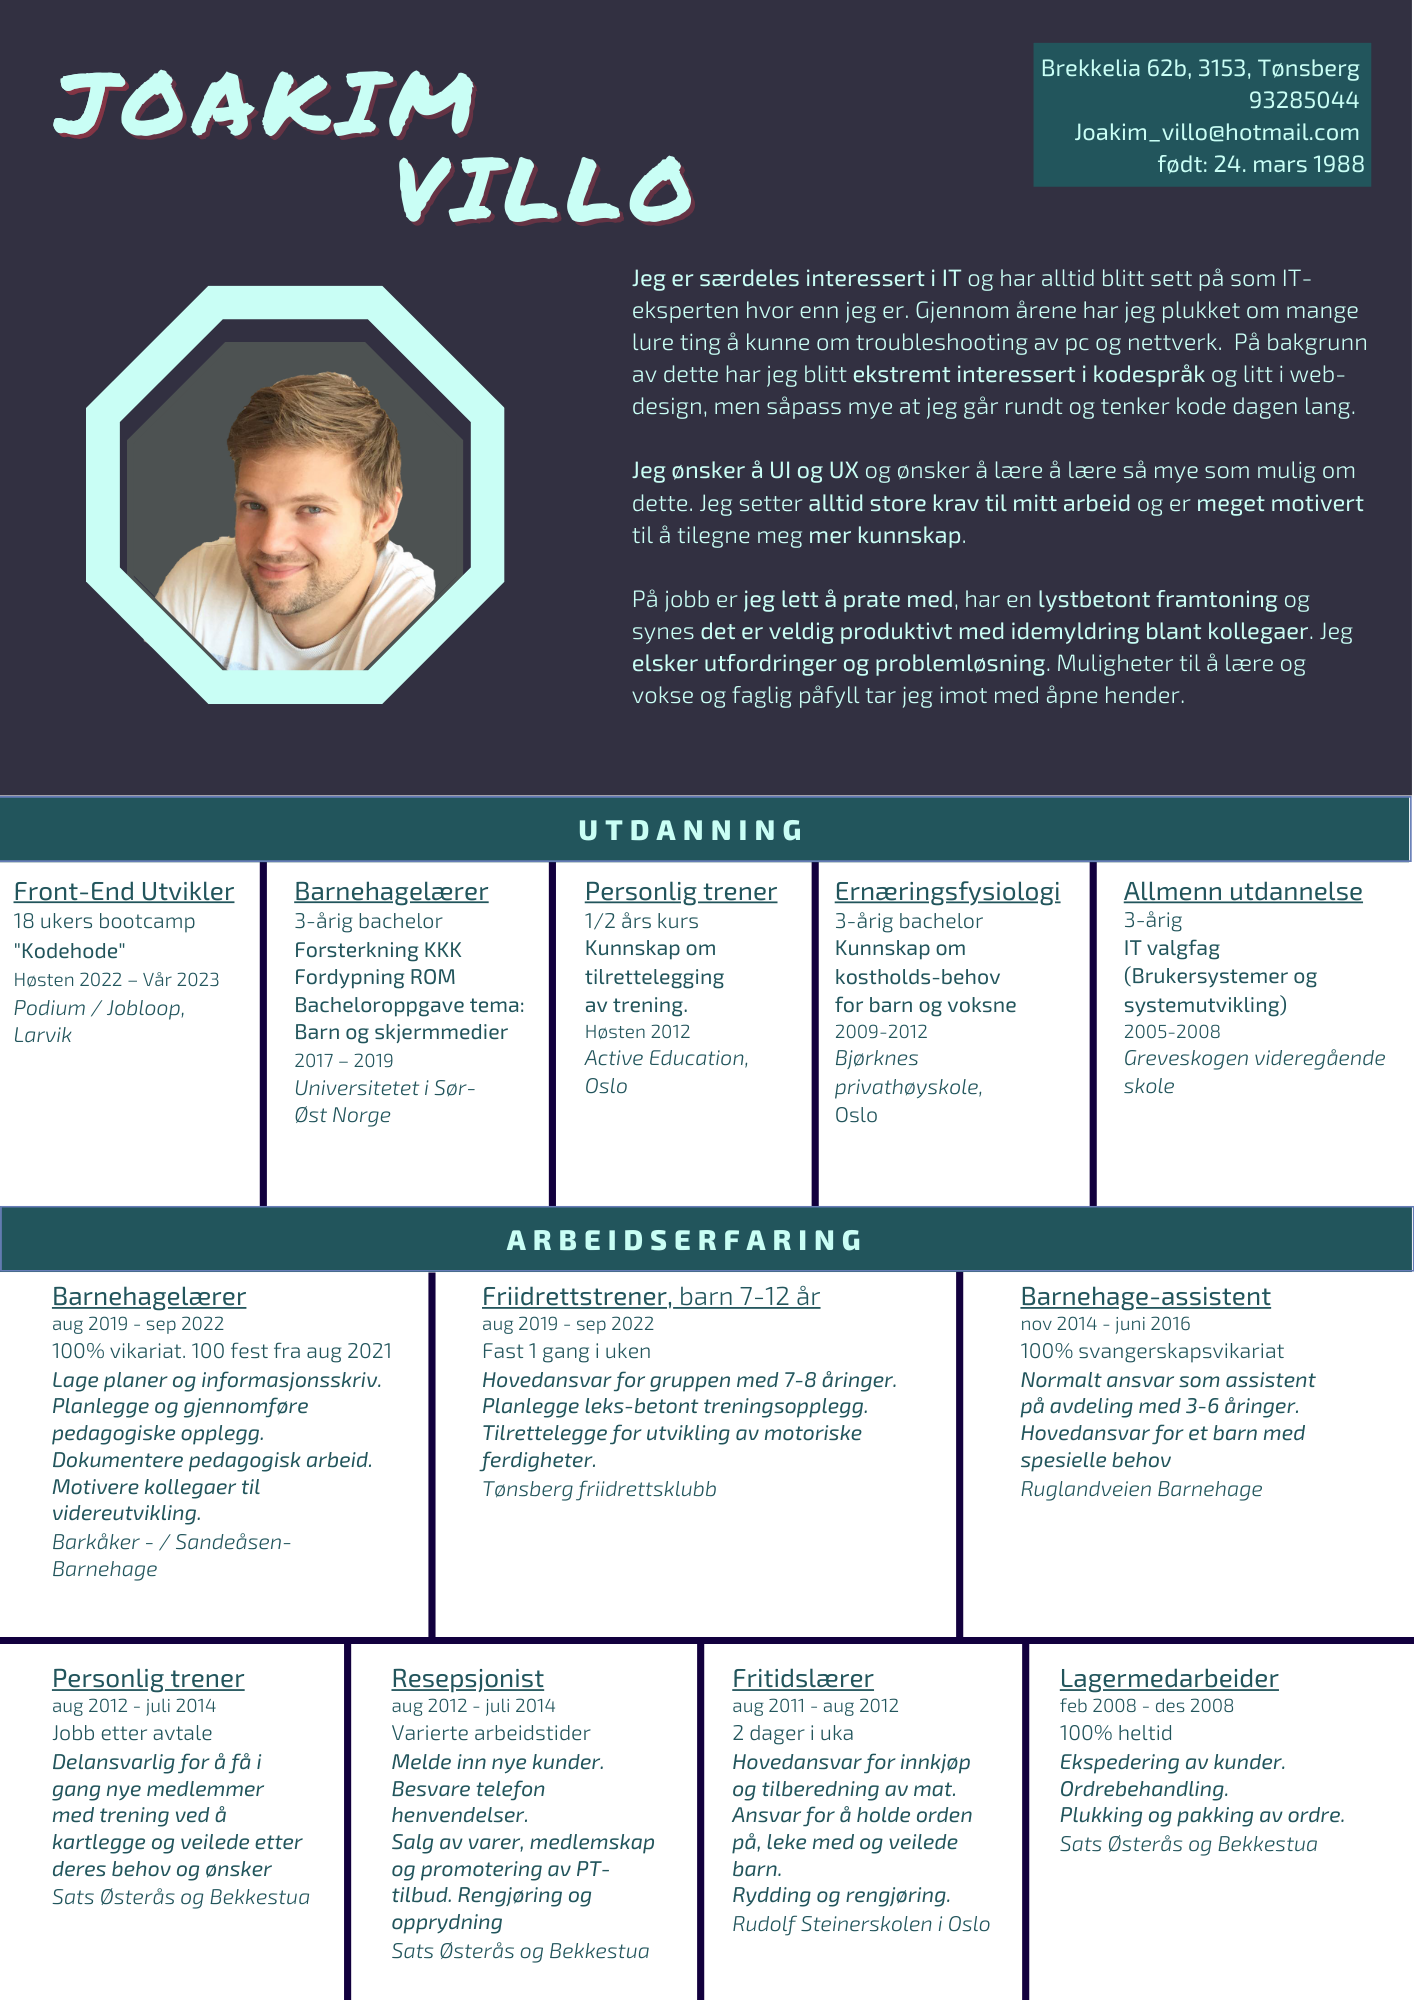 JOAKIM
VILLO
Brekkelia 62b, 3153, Tønsberg
93285044
Joakim_villo@hotmail.com
født: 24. mars 1988
Jeg er særdeles interessert i IT og har alltid blitt sett på som IT-
eksperten hvor enn jeg er. Gjennom årene har jeg plukket om mange
lure ting å kunne om troubleshooting av pc og nettverk.  På bakgrunn
av dette har jeg blitt ekstremt interessert i kodespråk og litt i web-
design, men såpass mye at jeg går rundt og tenker kode dagen lang.
Jeg ønsker å UI og UX og ønsker å lære å lære så mye som mulig om
dette. Jeg setter alltid store krav til mitt arbeid og er meget motivert
til å tilegne meg mer kunnskap.
På jobb er jeg lett å prate med, har en lystbetont framtoning og
synes det er veldig produktivt med idemyldring blant kollegaer. Jeg
elsker utfordringer og problemløsning. Muligheter til å lære og
vokse og faglig påfyll tar jeg imot med åpne hender.
UTDANNING
Front-End Utvikler
18 ukers bootcamp
"Kodehode"
Høsten 2022 – Vår 2023
Podium / Jobloop,
Larvik
Barnehagelærer
3-årig bachelor
Forsterkning KKK
Fordypning ROM
Bacheloroppgave tema:
Barn og skjermmedier
2017 – 2019
Universitetet i Sør-
Øst Norge
Personlig trener
1/2 års kurs
Kunnskap om
tilrettelegging
av trening.
Høsten 2012
Active Education,
Oslo
Ernæringsfysiologi
3-årig bachelor
Kunnskap om
kostholds-behov
for barn og voksne
2009-2012
Bjørknes
privathøyskole,
Oslo
Allmenn utdannelse
3-årig
IT valgfag
(Brukersystemer og
systemutvikling)
2005-2008
Greveskogen videregående
skole
ARBEIDSERFARING
Barnehagelærer
aug 2019 - sep 2022
100% vikariat. 100 fest fra aug 2021
Lage planer og informasjonsskriv.
Planlegge og gjennomføre
pedagogiske opplegg.
Dokumentere pedagogisk arbeid.
Motivere kollegaer til
videreutvikling.
Barkåker - / Sandeåsen-
Barnehage
Friidrettstrener, barn 7-12 år
aug 2019 - sep 2022
Fast 1 gang i uken
Hovedansvar for gruppen med 7-8 åringer.
Planlegge leks-betont treningsopplegg.
Tilrettelegge for utvikling av motoriske
ferdigheter.
Tønsberg friidrettsklubb
Barnehage-assistent
nov 2014 - juni 2016
100% svangerskapsvikariat
Normalt ansvar som assistent
på avdeling med 3-6 åringer.
Hovedansvar for et barn med
spesielle behov
Ruglandveien Barnehage
Personlig trener
aug 2012 - juli 2014
Jobb etter avtale
Delansvarlig for å få i
gang nye medlemmer
med trening ved å
kartlegge og veilede etter
deres behov og ønsker
Sats Østerås og Bekkestua
Resepsjonist
aug 2012 - juli 2014
Varierte arbeidstider
Melde inn nye kunder.
Besvare telefon
henvendelser.
Salg av varer, medlemskap
og promotering av PT-
tilbud. Rengjøring og
opprydning
Sats Østerås og Bekkestua
Fritidslærer
aug 2011 - aug 2012
2 dager i uka
Hovedansvar for innkjøp
og tilberedning av mat.
Ansvar for å holde orden
på, leke med og veilede
barn.
Rydding og rengjøring.
Rudolf Steinerskolen i Oslo
Lagermedarbeider
feb 2008 - des 2008
100% heltid
Ekspedering av kunder.
Ordrebehandling.
Plukking og pakking av ordre.
Sats Østerås og Bekkestua